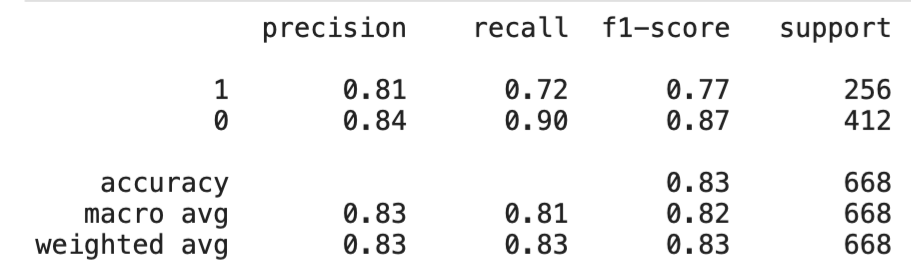 precision recall f1-score support
1 0.81 0.72 0.77 256
0 0.84 0.90 0.87 412
accuracy 0.83 668
macro avg 0.83 0.81 0.82 668
weighted avg 0.83 0.83 0.83 668